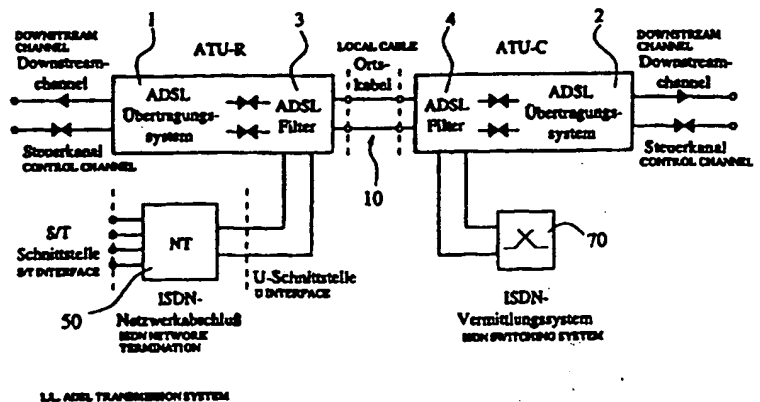 1
3
4
2
DOWNSTREAM
CHANNEL
Downstream-
channel
ATU-R
LOCAL CABLE
Orts-
kabel
ATU-C
DOWNSTREAM
CHANNEL
Downstream-
channel
ADSL
Übertragungs-
system
ADSL
Filter
ADSL
Filter
ADSL
Übertragungs-
system
Steuerkanal
CONTROL CHANNEL
10
Steuerkanal
CONTROL CHANNEL
S/T
Schnittstelle
S/T INTERFACE
NT
U-Schnittstelle
U INTERFACE
70
50
ISDN-
Netzwerkabschluß
ISDN NETWORK
TERMINATION
ISDN-
Vermittlungssystem
ISDN SWITCHING SYSTEM
1,2, ADSL TRANSMISSION SYSTEM